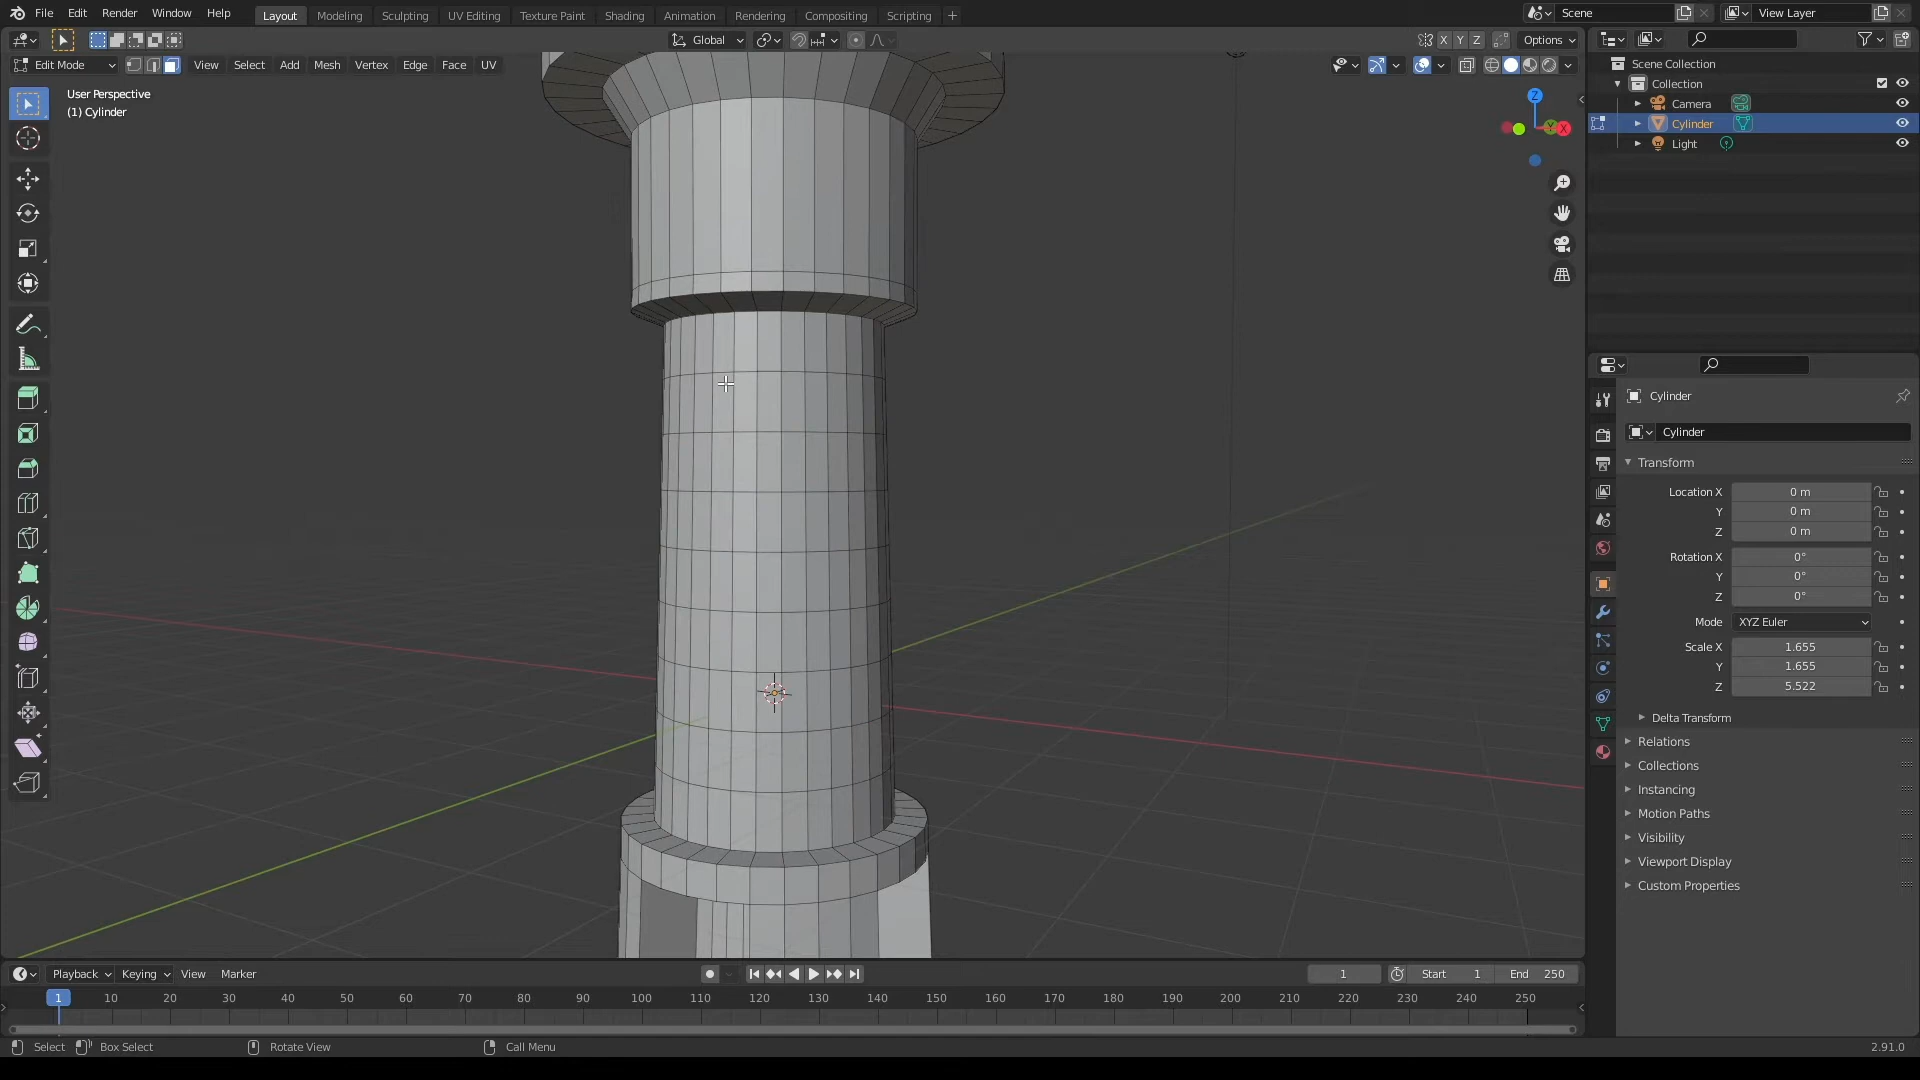 File Edit Render Window Help Layout Modeling Sculpting UV Editing Texture Paint Shading Animation Rendering Compositing Scripting + Scene View Layer
Global X Y Z Options
Edit Mode View Select Add Mesh Vertex Edge Face UV
User Perspective
(1) Cylinder
Z
Y
X
Scene Collection
Collection
Camera
Cylinder
Light
Cylinder
Cylinder
Transform
Location X 0 m
Y 0 m
Z 0 m
Rotation X 0°
Y 0°
Z 0°
Mode XYZ Euler
Scale X 1.655
Y 1.655
Z 5.522
Delta Transform
Relations
Collections
Instancing
Motion Paths
Visibility
Viewport Display
Custom Properties
Playback Keying View Marker 1 Start 1 End 250
1 10 20 30 40 50 60 70 80 90 100 110 120 130 140 150 160 170 180 190 200 210 220 230 240 250
Select Box Select Rotate View Call Menu 2.91.0